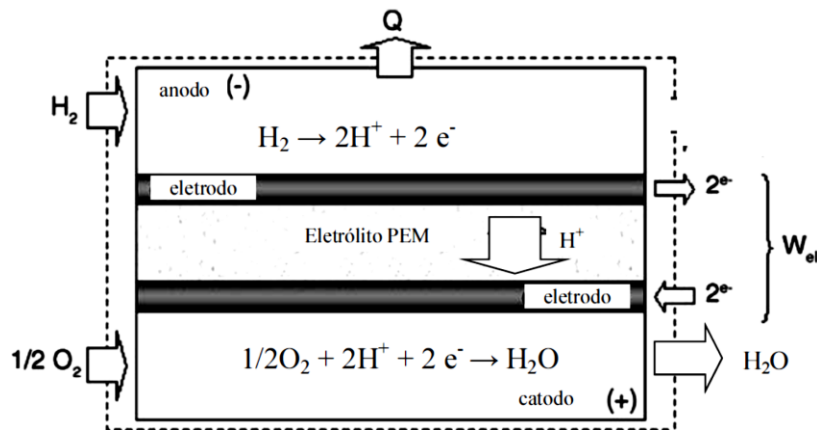 Q
anodo (-)
H₂
H₂ → 2H⁺ + 2 e⁻
eletrodo
2e-
Eletrólito PEM
H⁺
W el
eletrodo
2e-
1/2 O₂
1/2O₂ + 2H⁺ + 2 e⁻ → H₂O
H₂O
catodo (+)